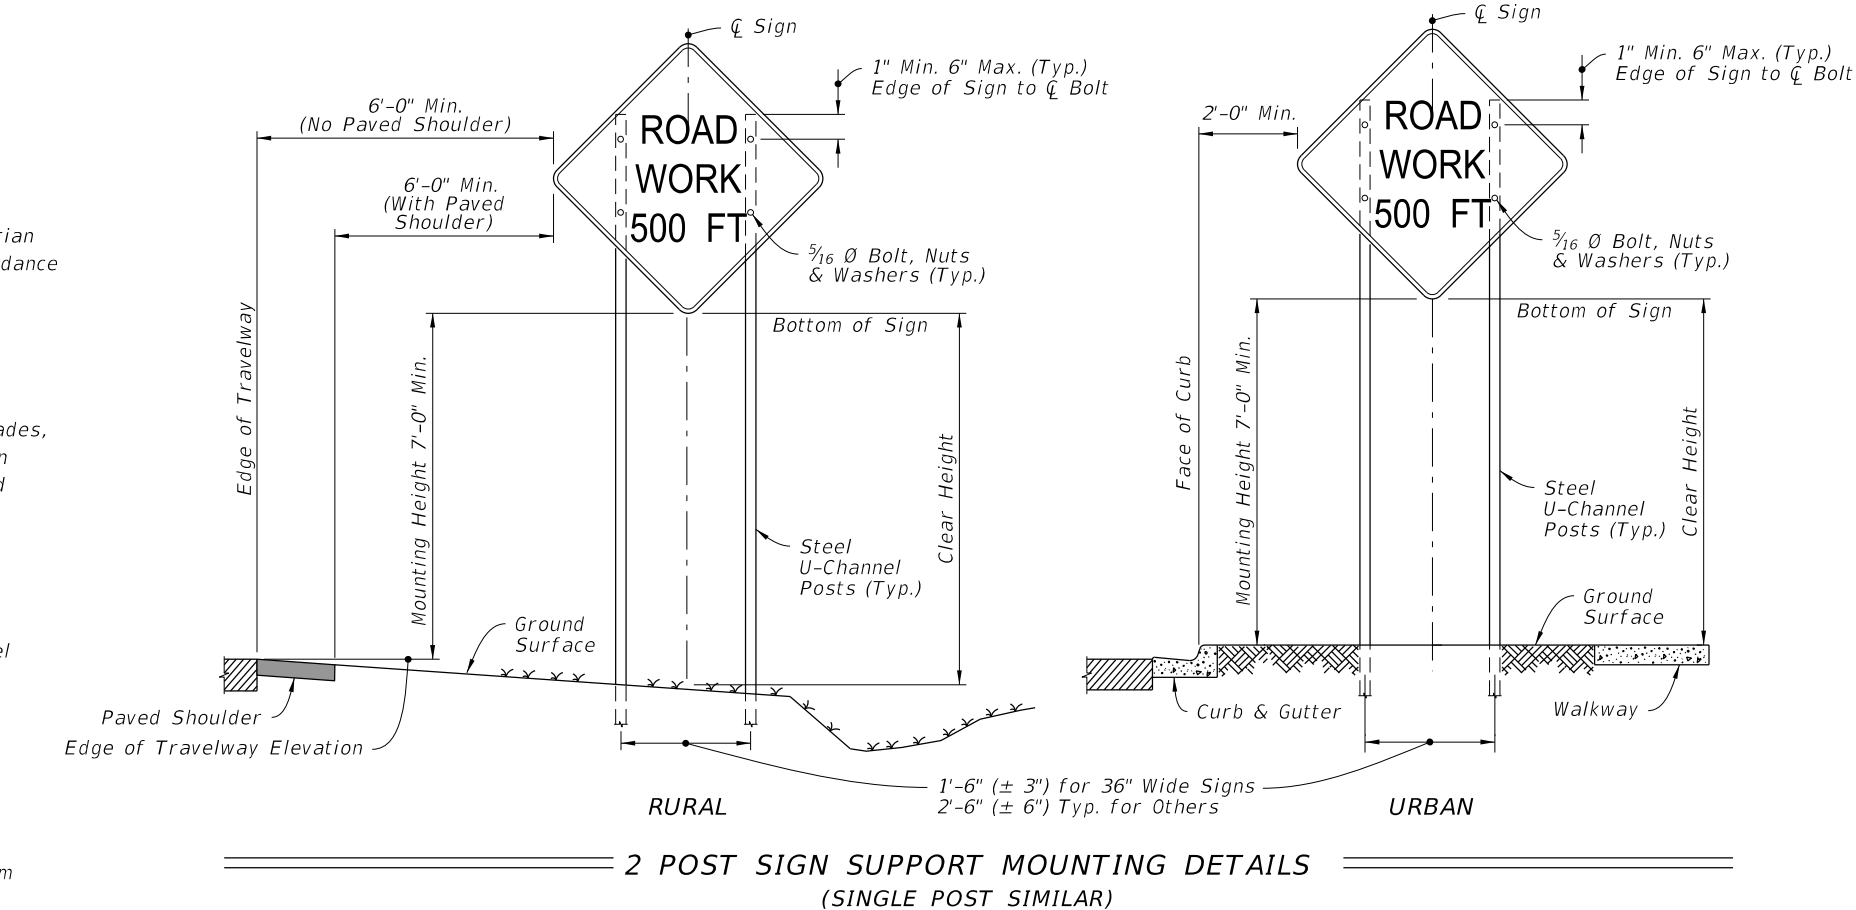 ℄ Sign
1" Min. 6" Max. (Typ.)
Edge of Sign to ℄ Bolt
6'-0" Min.
(No Paved Shoulder)
6'-0" Min.
(With Paved
Shoulder)
ROAD
WORK
500 FT
5/16 Ø Bolt, Nuts
& Washers (Typ.)
Bottom of Sign
Edge of Travelway
Mounting Height 7'-0" Min.
Clear Height
Steel
U-Channel
Posts (Typ.)
Ground
Surface
Paved Shoulder
Edge of Travelway Elevation
RURAL
℄ Sign
1" Min. 6" Max. (Typ.)
Edge of Sign to ℄ Bolt
2'-0" Min.
ROAD
WORK
500 FT
5/16 Ø Bolt, Nuts
& Washers (Typ.)
Bottom of Sign
Face of Curb
Mounting Height 7'-0" Min.
Clear Height
Steel
U-Channel
Posts (Typ.)
Ground
Surface
Curb & Gutter
Walkway
1'-6" (± 3") for 36" Wide Signs
2'-6" (± 6") Typ. for Others
URBAN
2 POST SIGN SUPPORT MOUNTING DETAILS
(SINGLE POST SIMILAR)